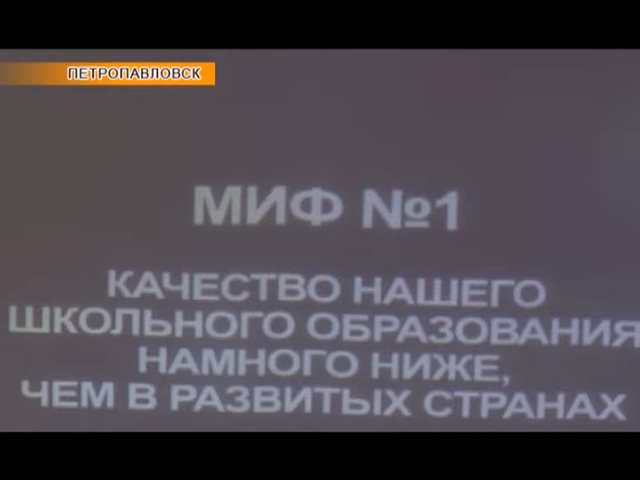 ПЕТРОПАВЛОВСК
МИФ №1
КАЧЕСТВО НАШЕГО
ШКОЛЬНОГО ОБРАЗОВАНИЯ
НАМНОГО НИЖЕ,
ЧЕМ В РАЗВИТЫХ СТРАНАХ